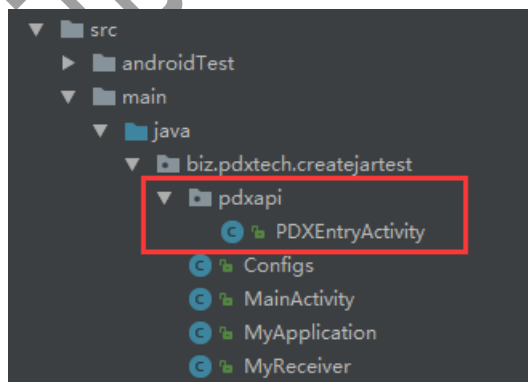 src
androidTest
main
java
biz.pdxtech.createjartest
pdxapi
PDXEntryActivity
Configs
MainActivity
MyApplication
MyReceiver